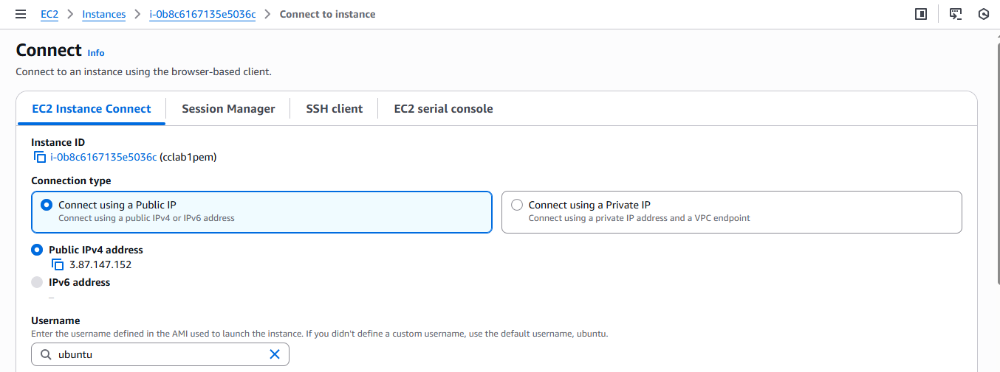 EC2 > Instances > i-0b8c6167135e5036c > Connect to instance
Connect Info
Connect to an instance using the browser-based client.
EC2 Instance Connect Session Manager SSH client EC2 serial console
Instance ID
i-0b8c6167135e5036c (cclab1pem)
Connection type
Connect using a Public IP
Connect using a public IPv4 or IPv6 address
Connect using a Private IP
Connect using a private IP address and a VPC endpoint
Public IPv4 address
3.87.147.152
IPv6 address
–
Username
Enter the username defined in the AMI used to launch the instance. If you didn't define a custom username, use the default username, ubuntu.
ubuntu